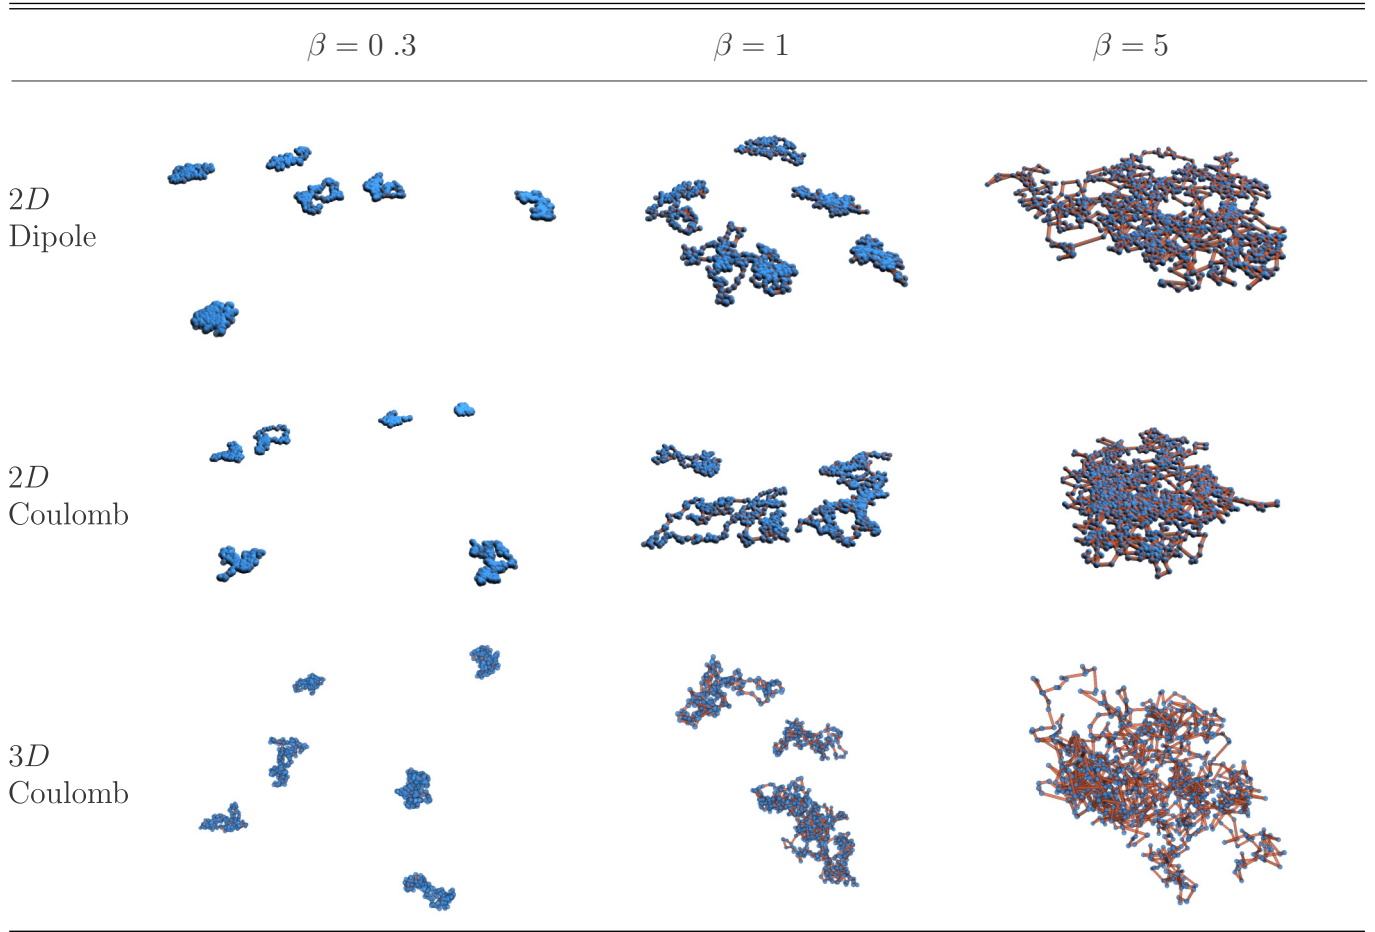 β = 0 .3 β = 1 β = 5
2D
Dipole
2D
Coulomb
3D
Coulomb